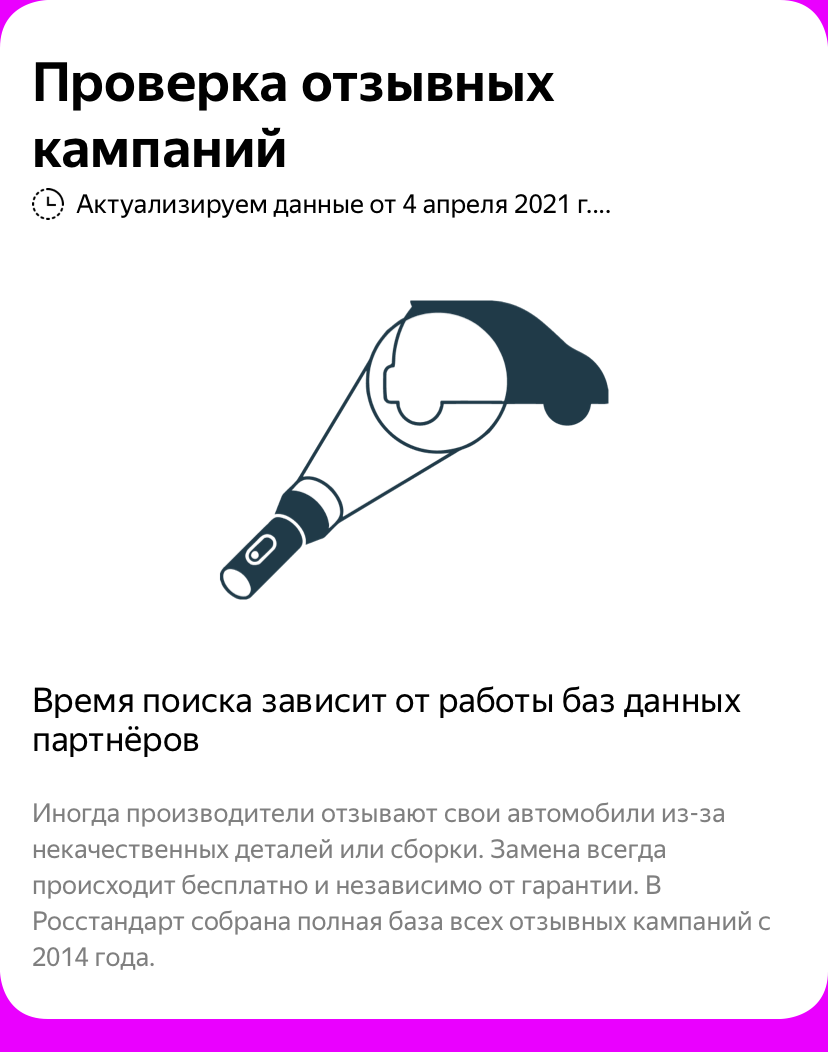 Проверка отзывных
кампаний
Актуализируем данные от 4 апреля 2021 г....
Время поиска зависит от работы баз данных
партнёров
Иногда производители отзывают свои автомобили из-за
некачественных деталей или сборки. Замена всегда
происходит бесплатно и независимо от гарантии. В
Росстандарт собрана полная база всех отзывных кампаний с
2014 года.